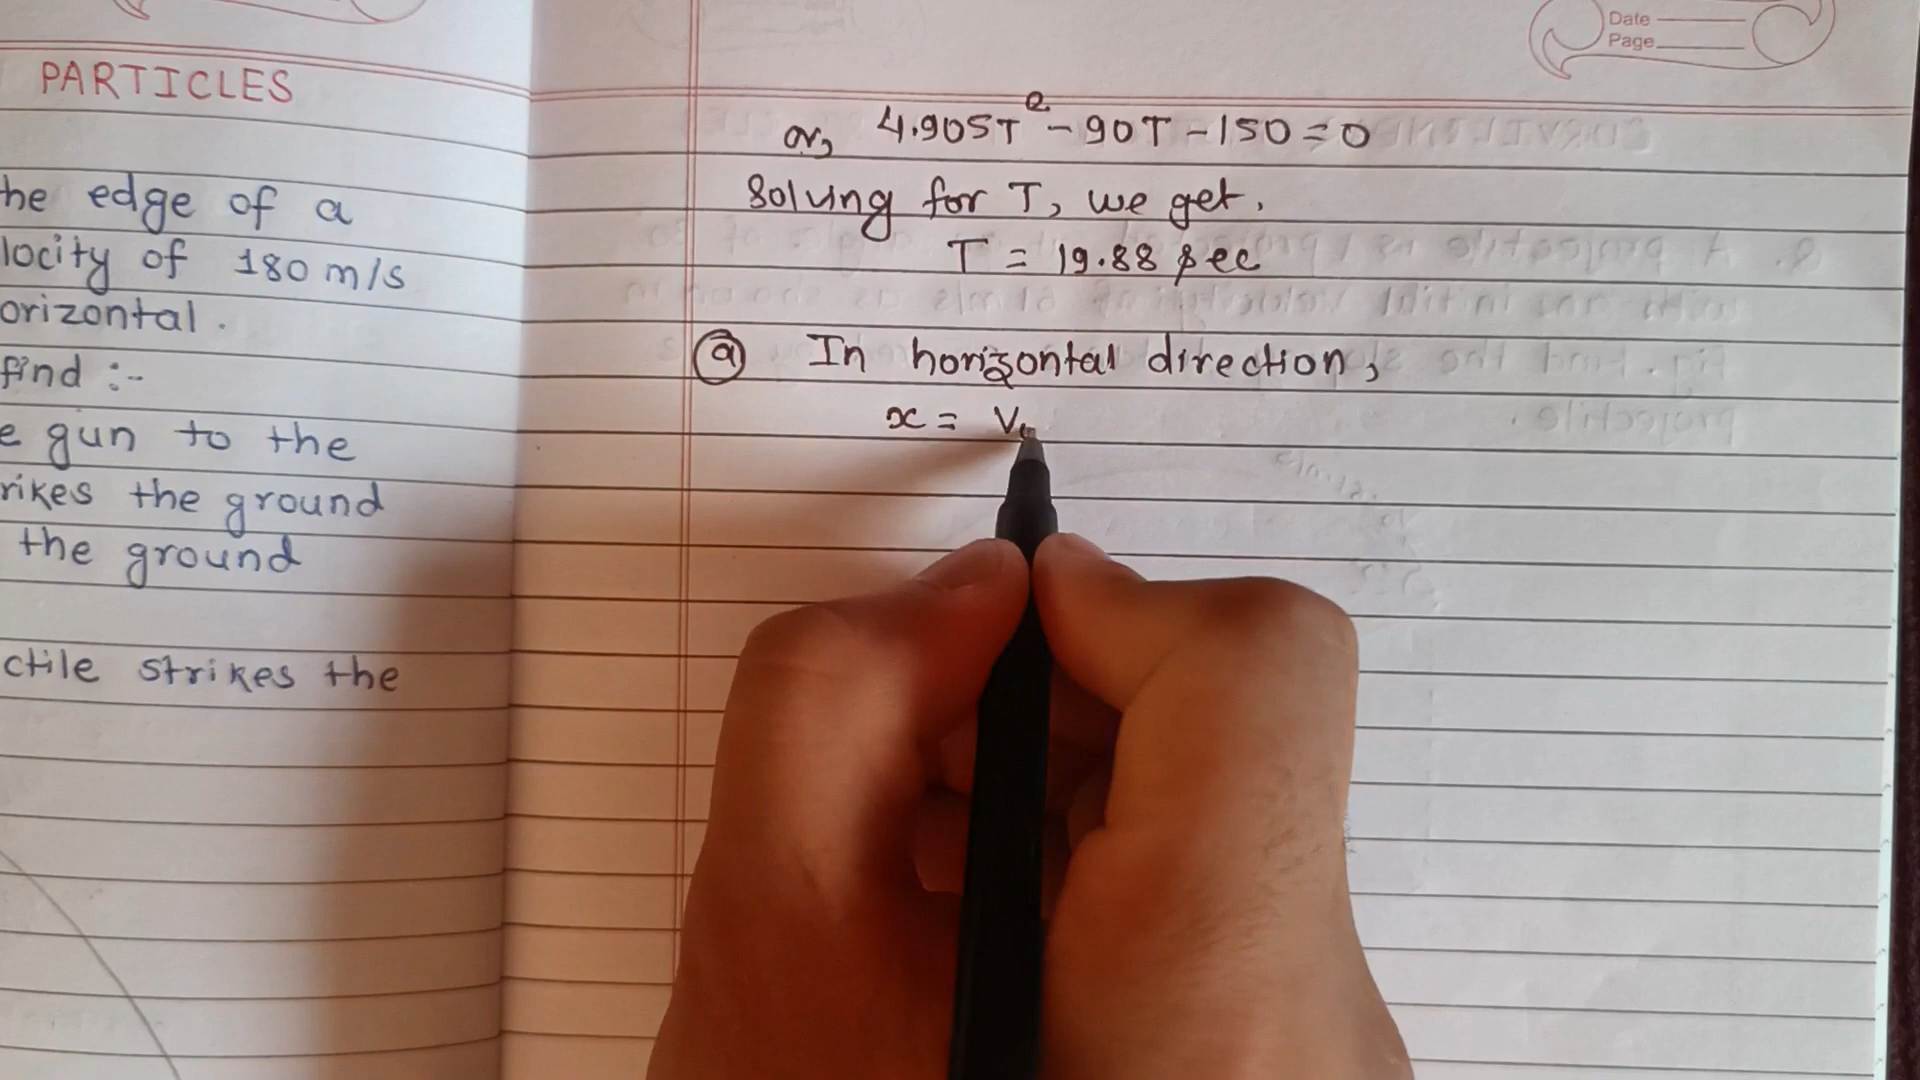 PARTICLES
he edge of a
locity of 180 m/s
orizontal.
find :-
e gun to the
rikes the ground
the ground
ctile strikes the
Date
Page
or, 4.905T² - 90T - 150 = 0
Solving for T, we get,
T = 19.88 sec
(a) In horizontal direction,
x = V